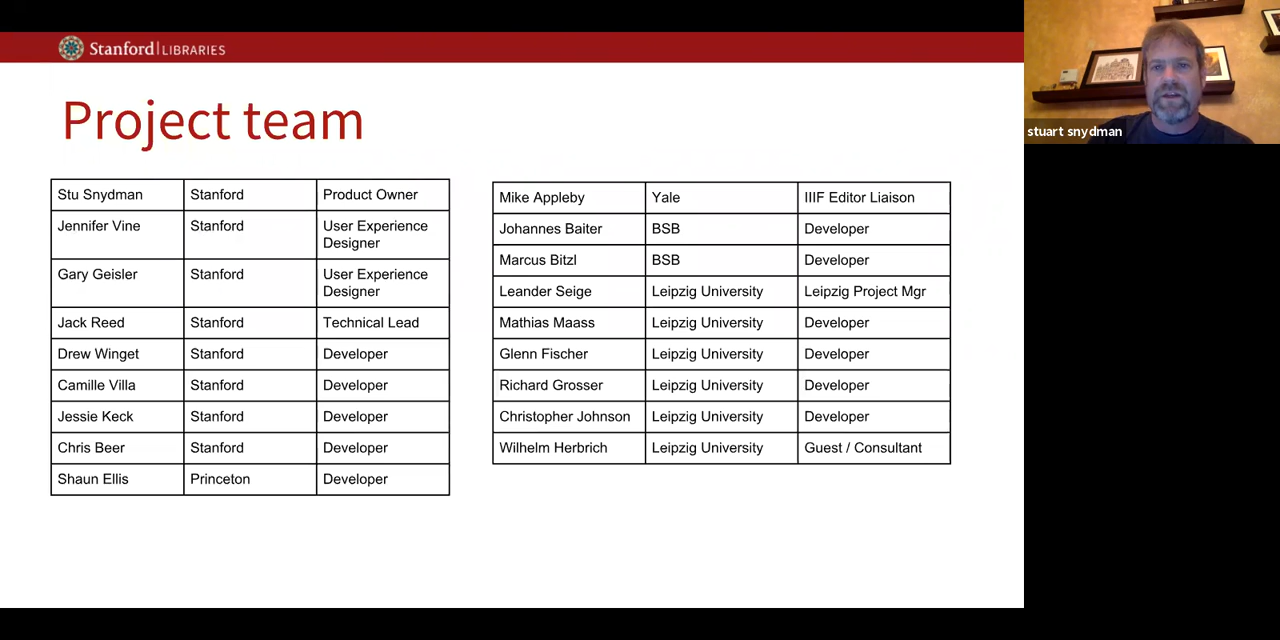 Stanford LIBRARIES
stuart snydman
Project team
Stu Snydman Stanford Product Owner
Jennifer Vine Stanford User Experience
Designer
Gary Geisler Stanford User Experience
Designer
Jack Reed Stanford Technical Lead
Drew Winget Stanford Developer
Camille Villa Stanford Developer
Jessie Keck Stanford Developer
Chris Beer Stanford Developer
Shaun Ellis Princeton Developer
Mike Appleby Yale IIIF Editor Liaison
Johannes Baiter BSB Developer
Marcus Bitzl BSB Developer
Leander Seige Leipzig University Leipzig Project Mgr
Mathias Maass Leipzig University Developer
Glenn Fischer Leipzig University Developer
Richard Grosser Leipzig University Developer
Christopher Johnson Leipzig University Developer
Wilhelm Herbrich Leipzig University Guest / Consultant